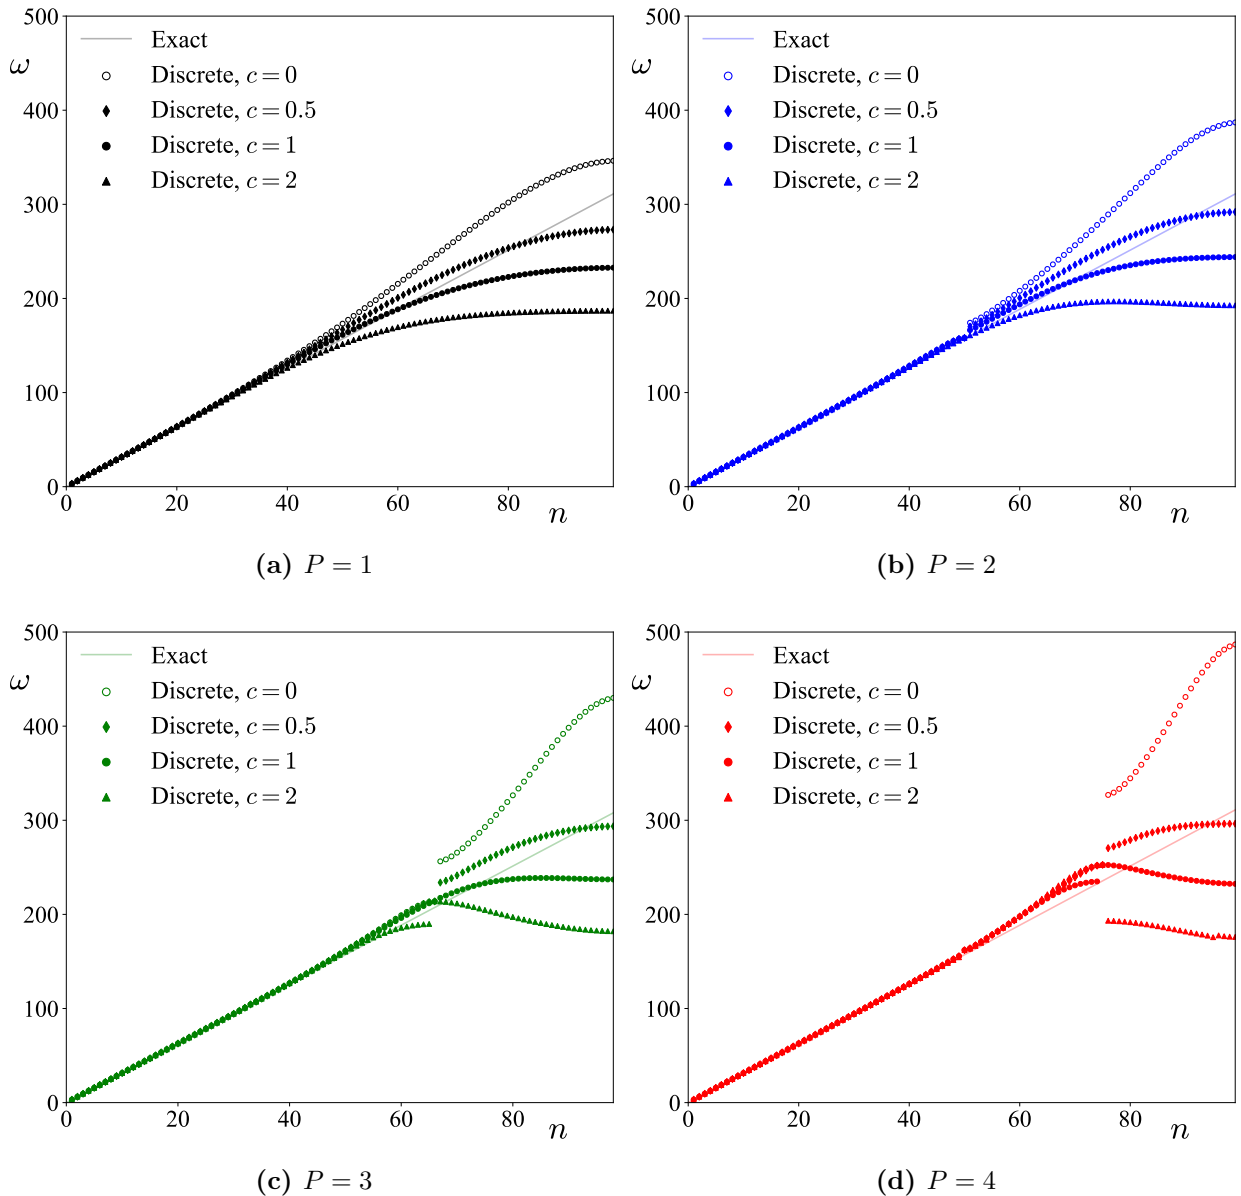 500
400
300
200
100
0
0 20 40 60 80
ω
n
Exact
Discrete, c = 0
Discrete, c = 0.5
Discrete, c = 1
Discrete, c = 2
(a) P = 1
500
400
300
200
100
0
0 20 40 60 80
ω
n
Exact
Discrete, c = 0
Discrete, c = 0.5
Discrete, c = 1
Discrete, c = 2
(b) P = 2
500
400
300
200
100
0
0 20 40 60 80
ω
n
Exact
Discrete, c = 0
Discrete, c = 0.5
Discrete, c = 1
Discrete, c = 2
(c) P = 3
500
400
300
200
100
0
0 20 40 60 80
ω
n
Exact
Discrete, c = 0
Discrete, c = 0.5
Discrete, c = 1
Discrete, c = 2
(d) P = 4